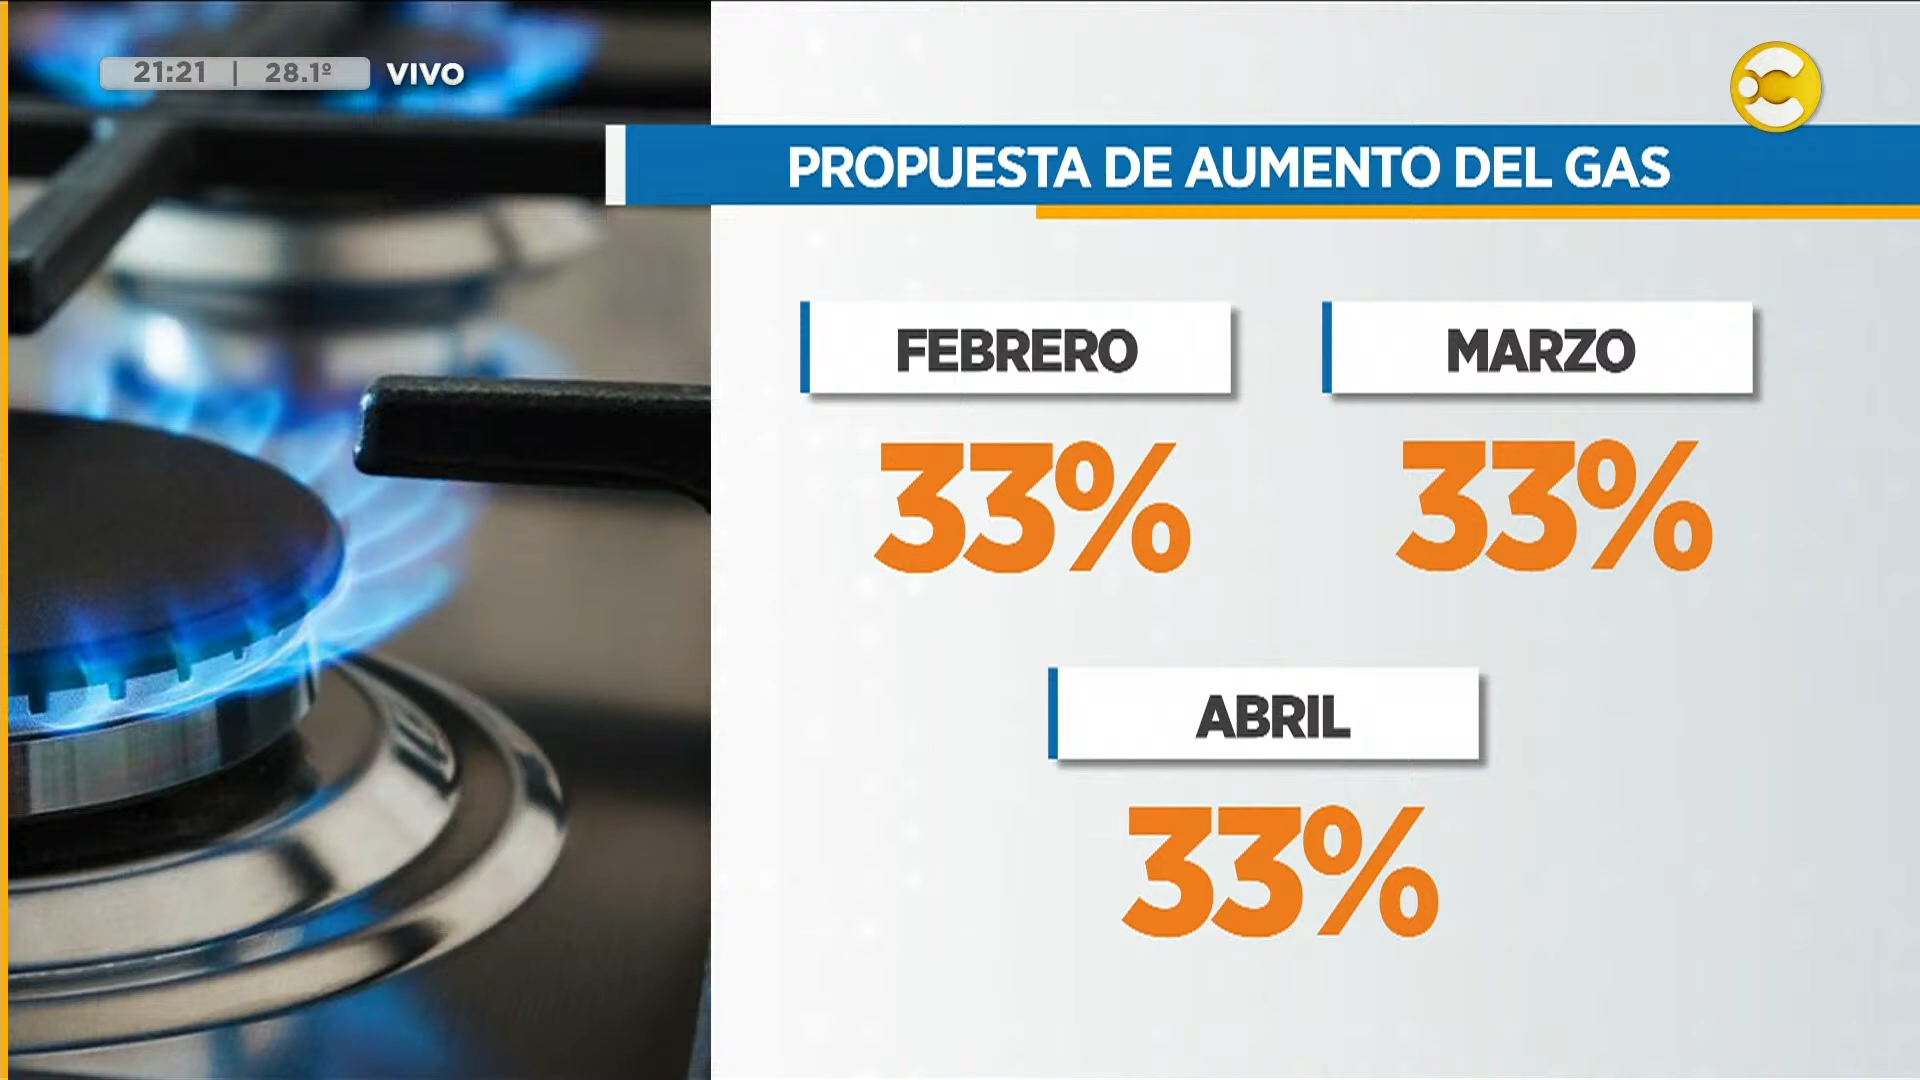 21:21 | 28.1º VIVO
PROPUESTA DE AUMENTO DEL GAS
FEBRERO
MARZO
33%
33%
ABRIL
33%